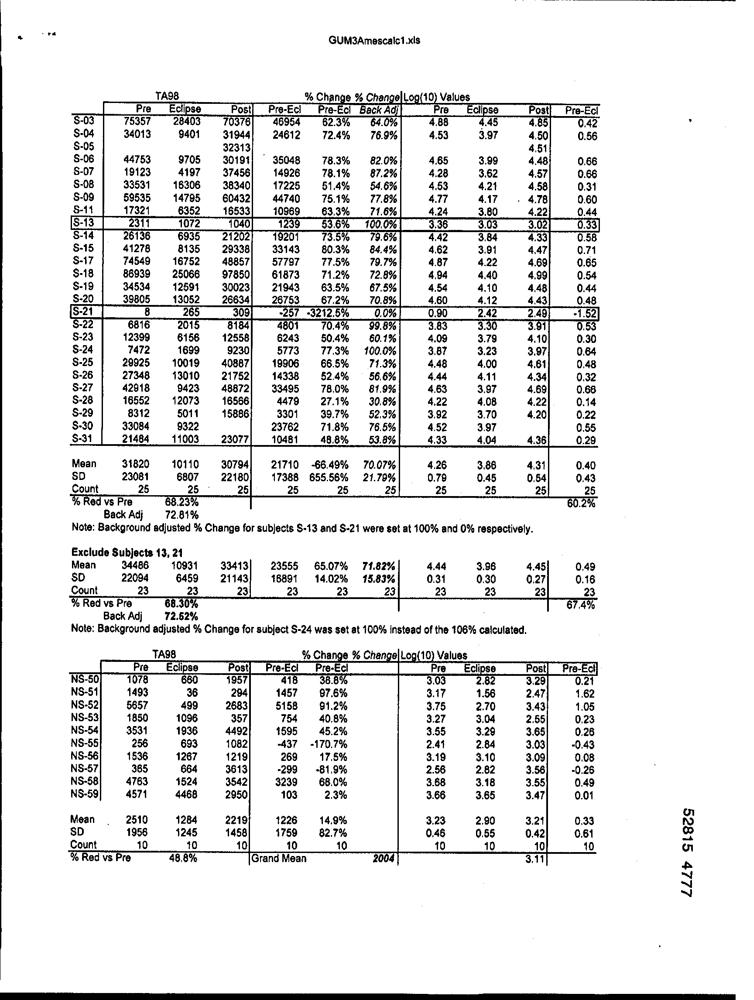 GUM3Amescalc1.xls
TA98 % Change % Change Log(10) Values
Pre Eclipse Post Pre-Ecl Pre-Ecl Back Adj Pre Eclipse Post Pre-Ecl
S-03 75357 28403 70376 46954 62.3% 64.0% 4.88 4.45 4.85 0.42
S-04 34013 9401 31944 24612 72.4% 76.9% 4.53 3.97 4.50 0.56
S-05 32313 4.51
S-06 44753 9705 30191 35048 78.3% 82.0% 4.65 3.99 4.48 0.66
S-07 19123 4197 37456 14926 78.1% 87.2% 4.28 3.62 4.57 0.66
S-08 33531 16306 38340 17225 51.4% 54.6% 4.53 4.21 4.58 0.31
S-09 59535 14795 60432 44740 75.1% 77.8% 4.77 4.17 4.78 0.60
S-11 17321 6352 16533 10969 63.3% 71.6% 4.24 3.80 4.22 0.44
S-13 2311 1072 1040 1239 53.6% 100.0% 3.36 3.03 3.02 0.33
S-14 26136 6935 21202 19201 73.5% 79.6% 4.42 3.84 4.33 0.58
S-15 41278 8135 29338 33143 80.3% 84.4% 4.62 3.91 4.47 0.71
S-17 74549 16752 48857 57797 77.5% 79.7% 4.87 4.22 4.69 0.65
S-18 86939 25066 97850 61873 71.2% 72.8% 4.94 4.40 4.99 0.54
S-19 34534 12591 30023 21943 63.5% 67.5% 4.54 4.10 4.48 0.44
S-20 39805 13052 26634 26753 67.2% 70.8% 4.60 4.12 4.43 0.48
S-21 8 265 309 -257 -3212.5% 0.0% 0.90 2.42 2.49 -1.52
S-22 6816 2015 8184 4801 70.4% 99.8% 3.83 3.30 3.91 0.53
S-23 12399 6156 12558 6243 50.4% 60.1% 4.09 3.79 4.10 0.30
S-24 7472 1699 9230 5773 77.3% 100.0% 3.87 3.23 3.97 0.64
S-25 29925 10019 40887 19906 66.5% 71.3% 4.48 4.00 4.61 0.48
S-26 27348 13010 21752 14338 52.4% 56.6% 4.44 4.11 4.34 0.32
S-27 42918 9423 48872 33495 78.0% 81.9% 4.63 3.97 4.69 0.66
S-28 16552 12073 16566 4479 27.1% 30.8% 4.22 4.08 4.22 0.14
S-29 8312 5011 15886 3301 39.7% 52.3% 3.92 3.70 4.20 0.22
S-30 33084 9322 23762 71.8% 76.5% 4.52 3.97 0.55
S-31 21484 11003 23077 10481 48.8% 53.8% 4.33 4.04 4.36 0.29
Mean 31820 10110 30794 21710 -66.49% 70.07% 4.26 3.86 4.31 0.40
SD 23081 6807 22180 17388 655.56% 21.79% 0.79 0.45 0.54 0.43
Count 25 25 25 25 25 25 25 25 25 25
% Red vs Pre 68.23% 60.2%
Back Adj 72.81%
Note: Background adjusted % Change for subjects S-13 and S-21 were set at 100% and 0% respectively.
Exclude Subjects 13, 21
Mean 34486 10931 33413 23555 65.07% 71.82% 4.44 3.96 4.45 0.49
SD 22094 6459 21143 16891 14.02% 15.83% 0.31 0.30 0.27 0.16
Count 23 23 23 23 23 23 23 23 23 23
% Red vs Pre 68.30% 67.4%
Back Adj 72.62%
Note: Background adjusted % Change for subject S-24 was set at 100% instead of the 106% calculated.
TA98 % Change % Change Log(10) Values
Pre Eclipse Post Pre-Ecl Pre-Ecl Pre Eclipse Post Pre-Ecl
NS-50 1078 660 1957 418 38.8% 3.03 2.82 3.29 0.21
NS-51 1493 36 294 1457 97.6% 3.17 1.56 2.47 1.62
NS-52 5657 499 2683 5158 91.2% 3.75 2.70 3.43 1.05
NS-53 1850 1096 357 754 40.8% 3.27 3.04 2.55 0.23
NS-54 3531 1936 4492 1595 45.2% 3.55 3.29 3.65 0.26
NS-55 256 693 1082 -437 -170.7% 2.41 2.84 3.03 -0.43
NS-56 1536 1267 1219 269 17.5% 3.19 3.10 3.09 0.08
NS-57 365 664 3613 -299 -81.9% 2.56 2.82 3.56 -0.26
NS-58 4763 1524 3542 3239 68.0% 3.68 3.18 3.55 0.49
NS-59 4571 4468 2950 103 2.3% 3.66 3.65 3.47 0.01
Mean 2510 1284 2219 1226 14.9% 3.23 2.90 3.21 0.33
SD 1956 1245 1458 1759 82.7% 0.46 0.55 0.42 0.61
Count 10 10 10 10 10 10 10 10 10
% Red vs Pre 48.8% Grand Mean 2004 3.11
52815 4777